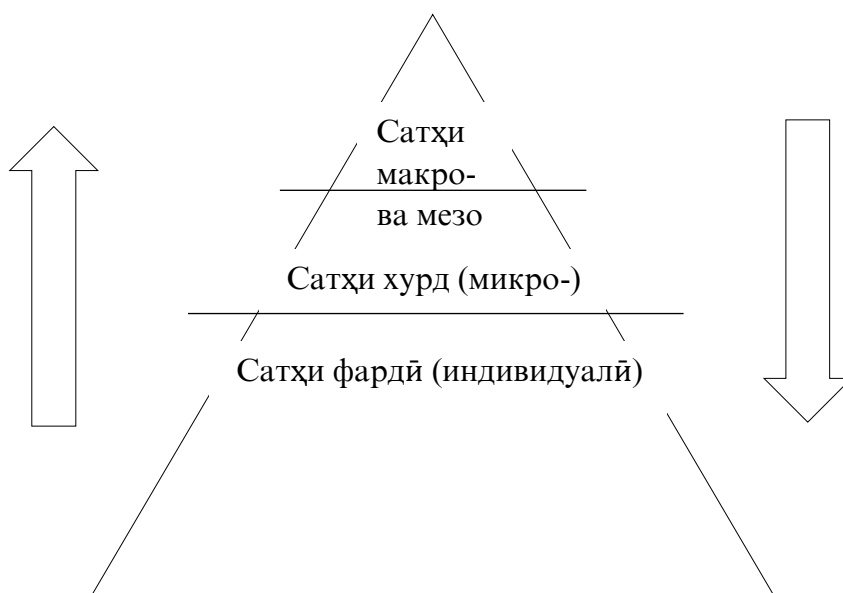 Сатҳи
макро-
ва мезо
Сатҳи хурд (микро-)
Сатҳи фардӣ (индивидуалӣ)